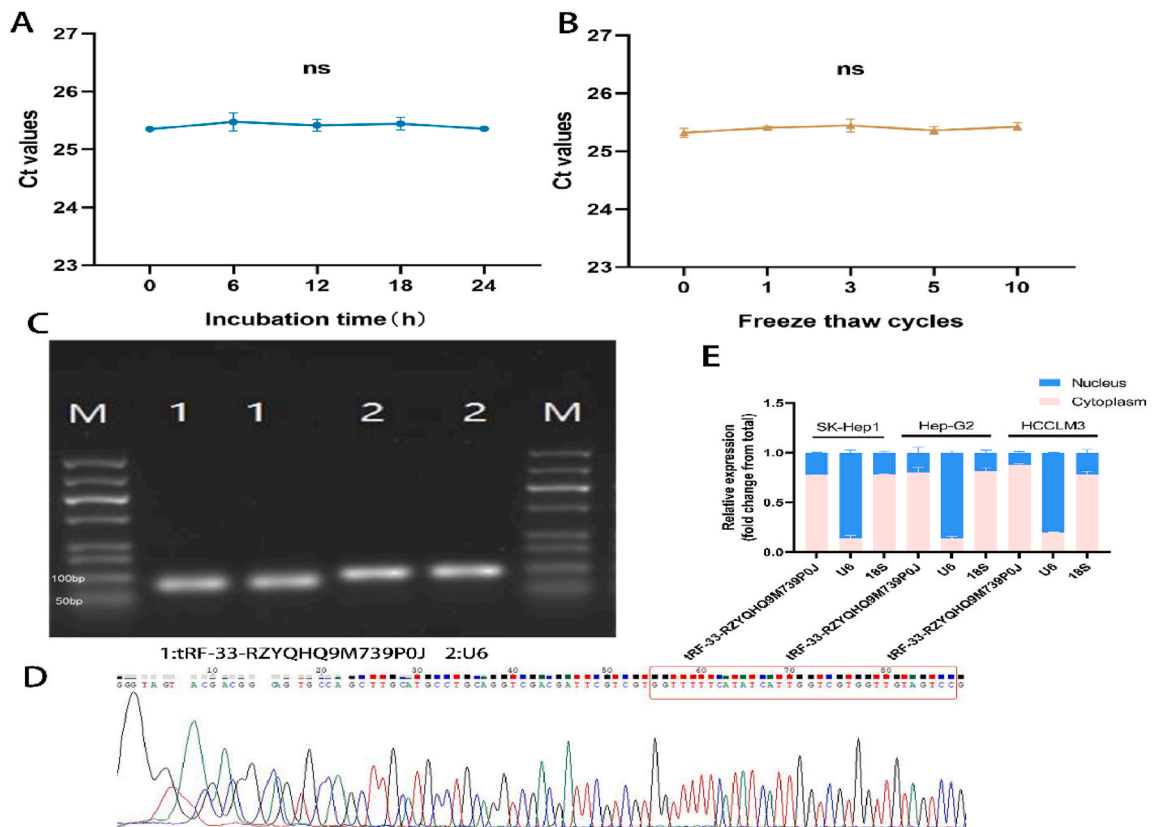 A
27
26
25
24
23
Ct values
ns
0 6 12 18 24
Incubation time（h）
B
27
26
25
24
23
Ct values
ns
0 1 3 5 10
Freeze thaw cycles
C
M 1 1 2 2 M
100bp
50bp
1:tRF-33-RZYQHQ9M739P0J 2:U6
E
Nucleus
Cytoplasm
1.5
1.0
0.5
0.0
Relative expression
(fold change from total)
SK-Hep1 Hep-G2 HCCLM3
tRF-33-RZYQHQ9M739P0J U6 18S tRF-33-RZYQHQ9M739P0J U6 18S tRF-33-RZYQHQ9M739P0J U6 18S
D
10 20 30 40 50 60 70 80
GGGTAGT ACGACGG CAGTGCCAGCTTGCATGCCTGCAGGTCGACGATTCGTCGTGGTTTTTCATATCATTGGTCGTGGTTGTAGTCCG